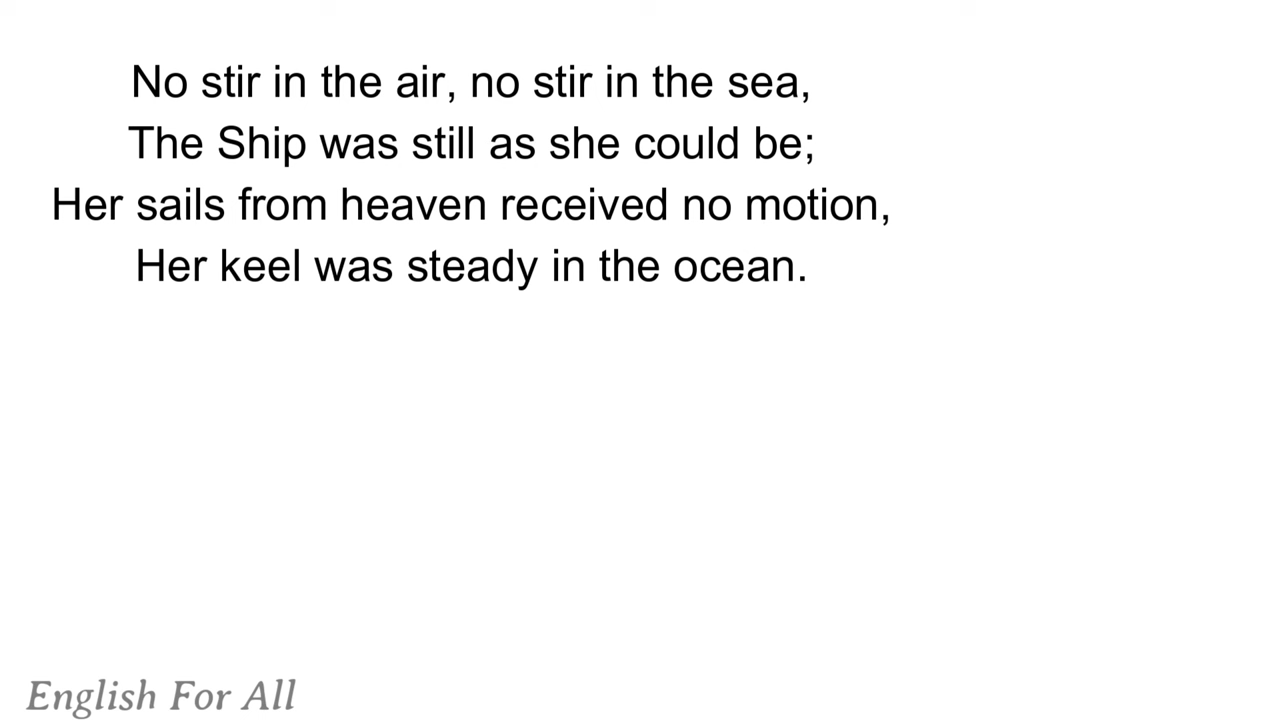 No stir in the air, no stir in the sea,
The Ship was still as she could be;
Her sails from heaven received no motion,
Her keel was steady in the ocean.
English For All